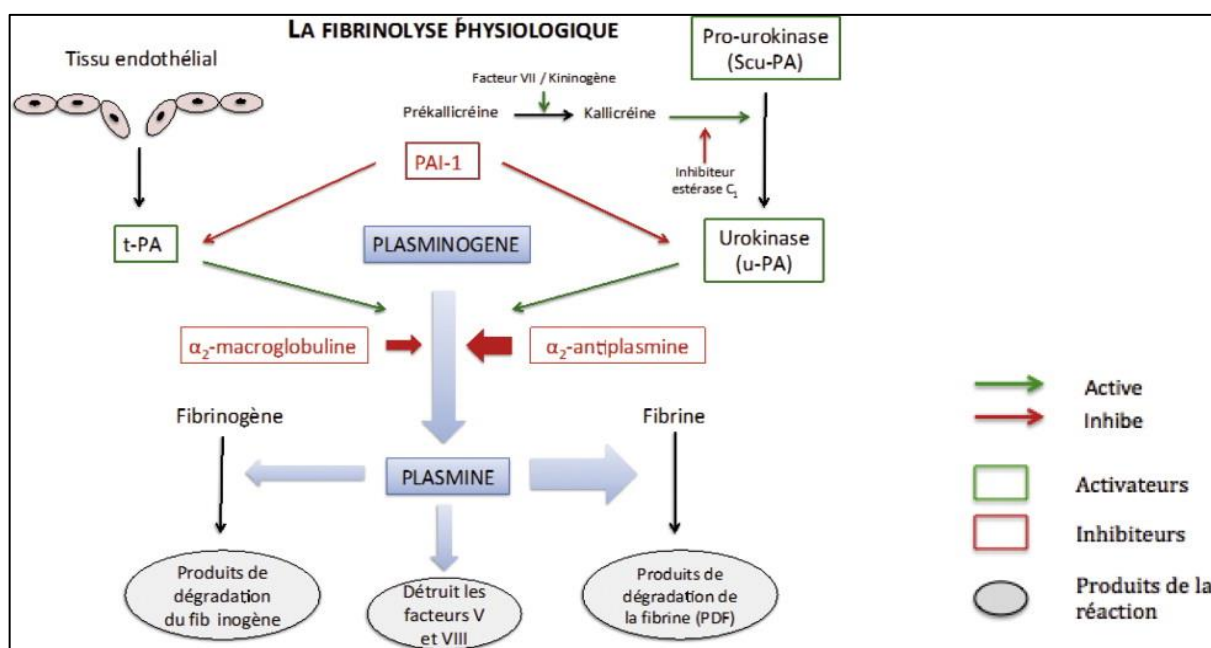 LA FIBRINOLYSE PHYSIOLOGIQUE
Tissu endothélial
Pro-urokinase
(Scu-PA)
Facteur VII / Kininogène
Prékallicréine
Kallicréine
PAI-1
Inhibiteur
estérase C1
t-PA
PLASMINOGENE
Urokinase
(u-PA)
α2-macroglobuline
α2-antiplasmine
Fibrinogène
Fibrine
PLASMINE
Produits de
dégradation
du fib inogène
Détruit les
facteurs V
et VIII
Produits de
dégradation de
la fibrine (PDF)
Active
Inhibe
Activateurs
Inhibiteurs
Produits de la
réaction